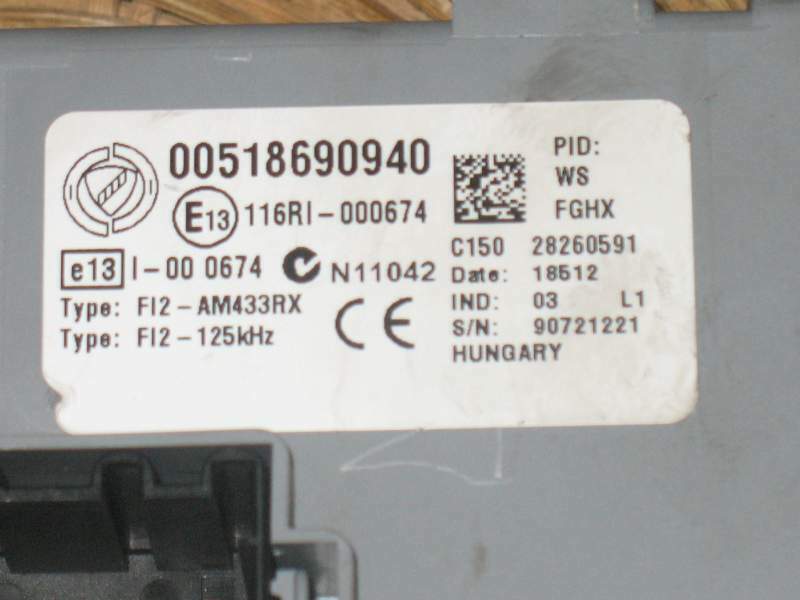 00518690940
E13 116RI-000674
e13 I-00 0674 N11042
Type: FI2-AM433RX
Type: FI2-125kHz
CE
PID:
WS
FGHX
C150 28260591
Date: 18512
IND: 03 L1
S/N: 90721221
HUNGARY